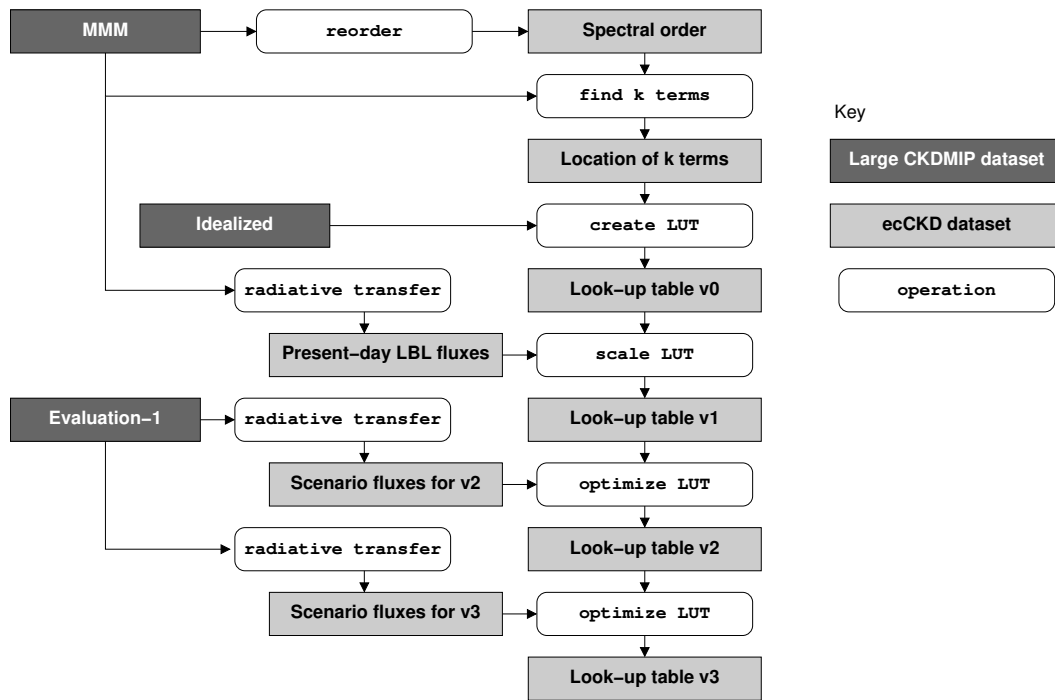 MMM
reorder
Spectral order
find k terms
Key
Location of k terms
Large CKDMIP dataset
Idealized
create LUT
ecCKD dataset
radiative transfer
Look−up table v0
operation
Present−day LBL fluxes
scale LUT
Evaluation−1
radiative transfer
Look−up table v1
Scenario fluxes for v2
optimize LUT
radiative transfer
Look−up table v2
Scenario fluxes for v3
optimize LUT
Look−up table v3